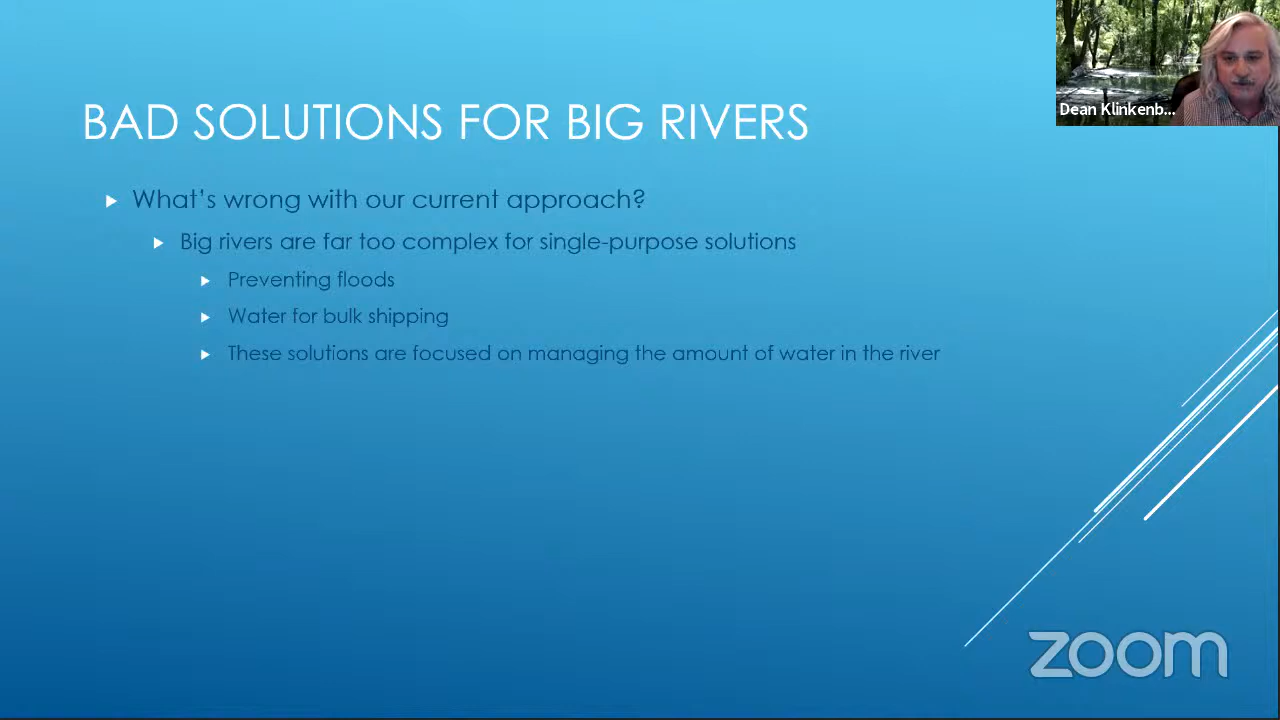 BAD SOLUTIONS FOR BIG RIVERS
What's wrong with our current approach?
Big rivers are far too complex for single-purpose solutions
Preventing floods
Water for bulk shipping
These solutions are focused on managing the amount of water in the river
Dean Klinkenb...
zoom